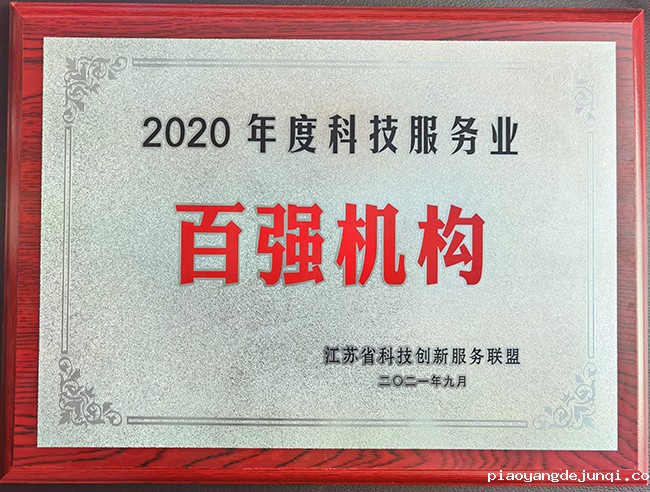 2020年度科技服务业
百强机构
江苏省科技创新服务联盟
二〇二一年九月
piaoyangdejunqi.co